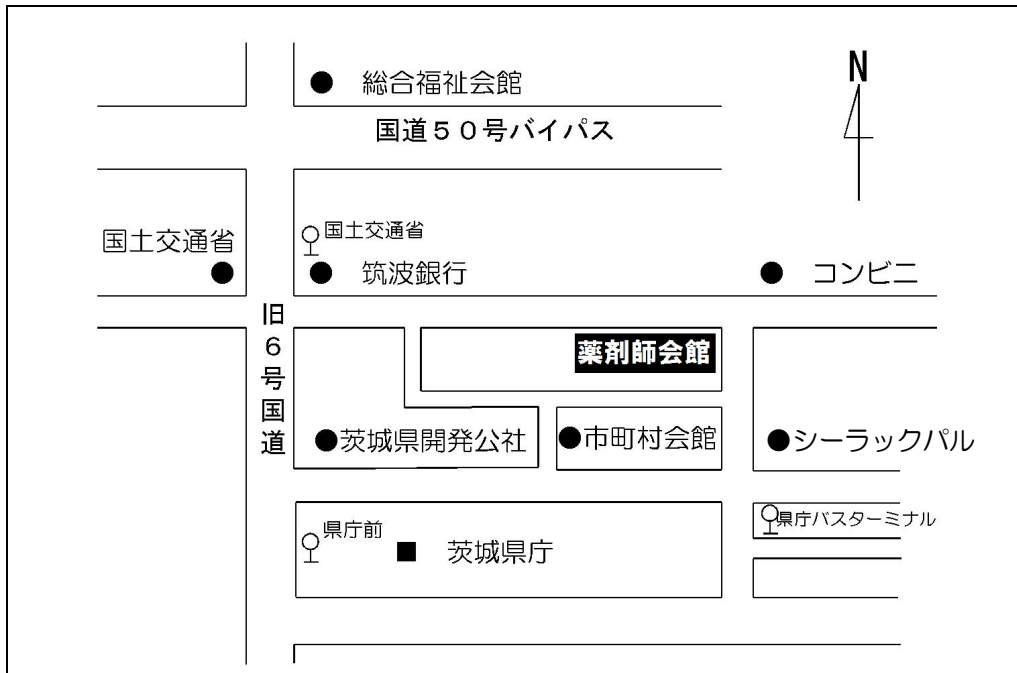 N
総合福祉会館
国道５０号バイパス
国土交通省
国土交通省
筑波銀行
コンビニ
旧６号国道
薬剤師会館
茨城県開発公社
市町村会館
シーラックパル
県庁前
茨城県庁
県庁バスターミナル